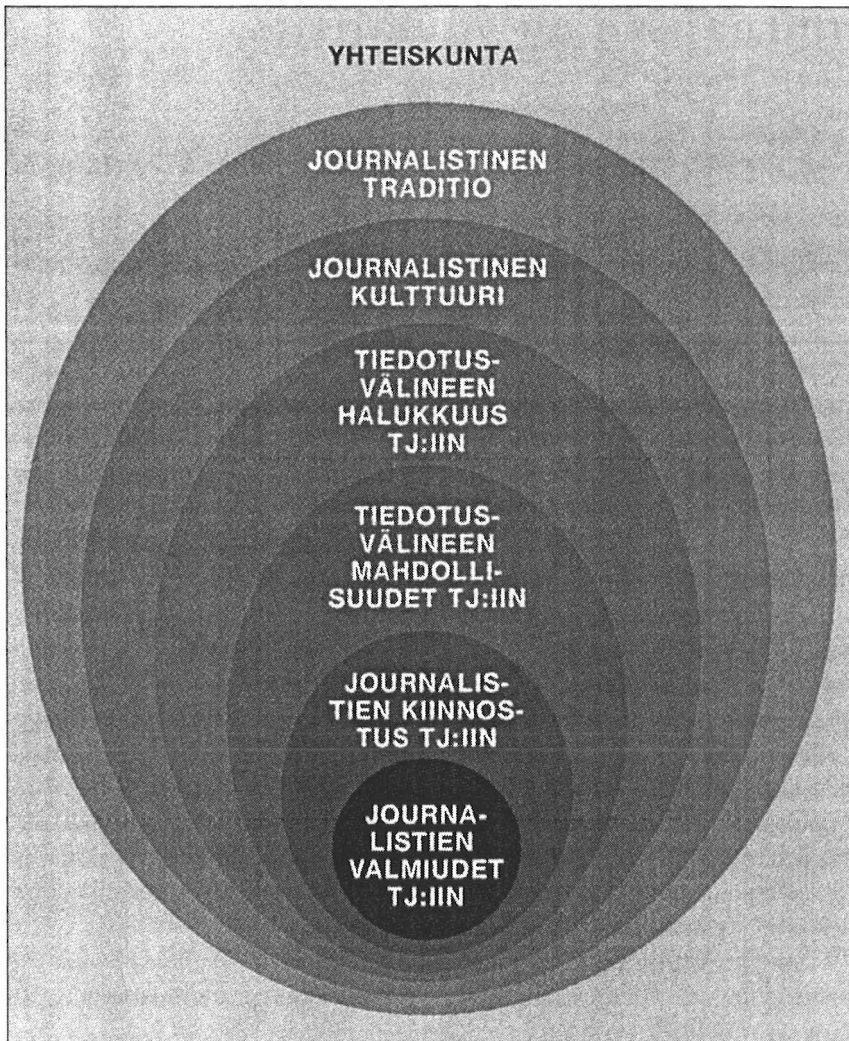 YHTEISKUNTA
JOURNALISTINEN
TRADITIO
JOURNALISTINEN
KULTTUURI
TIEDOTUS-
VÄLINEEN
HALUKKUUS
TJ:IIN
TIEDOTUS-
VÄLINEEN
MAHDOLLI-
SUUDET TJ:IIN
JOURNALIS-
TIEN KIINNOS-
TUS TJ:IIN
JOURNA-
LISTIEN
VALMIUDET
TJ:IIN